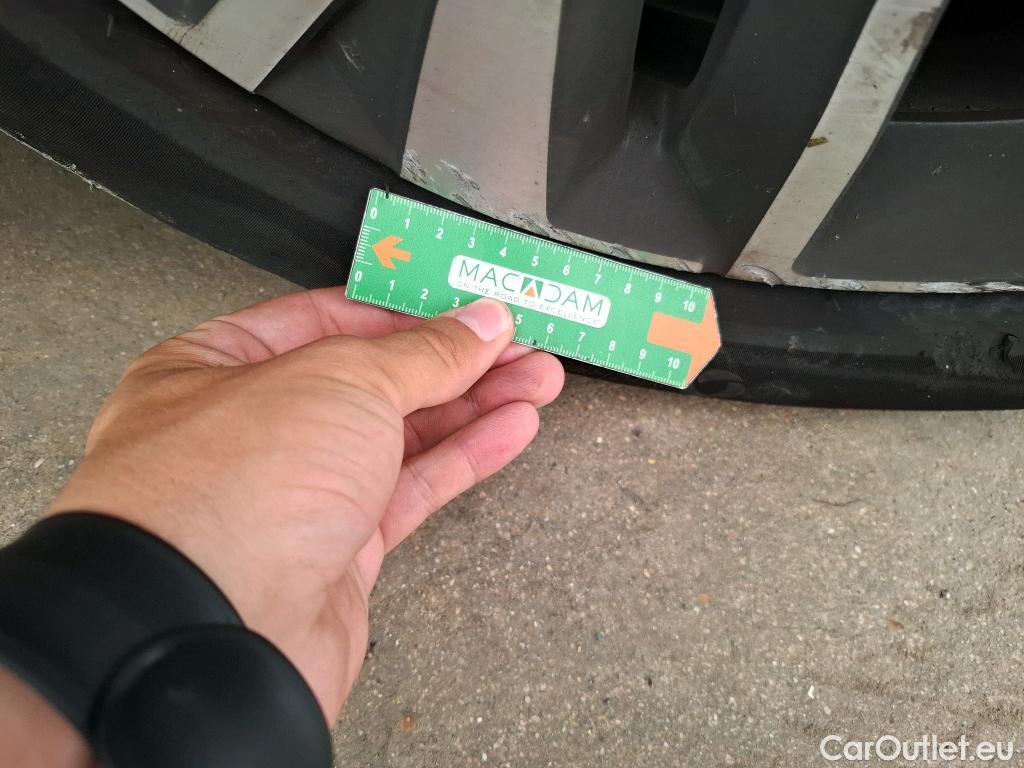 0 1 2 3 4 5 6 7 8 9 10
MACADAM
ON THE ROAD TO EXCELLENCE
0 1 2 3 5 6 7 8 9 10
CarOutlet.eu